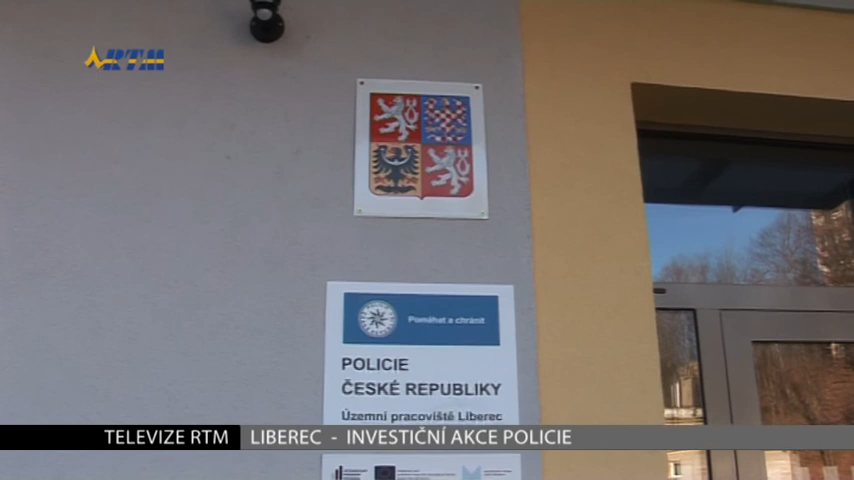 RTM
Pomáhat a chránit
POLICIE
ČESKÉ REPUBLIKY
Územní pracoviště Liberec
TELEVIZE RTM LIBEREC - INVESTIČNÍ AKCE POLICIE